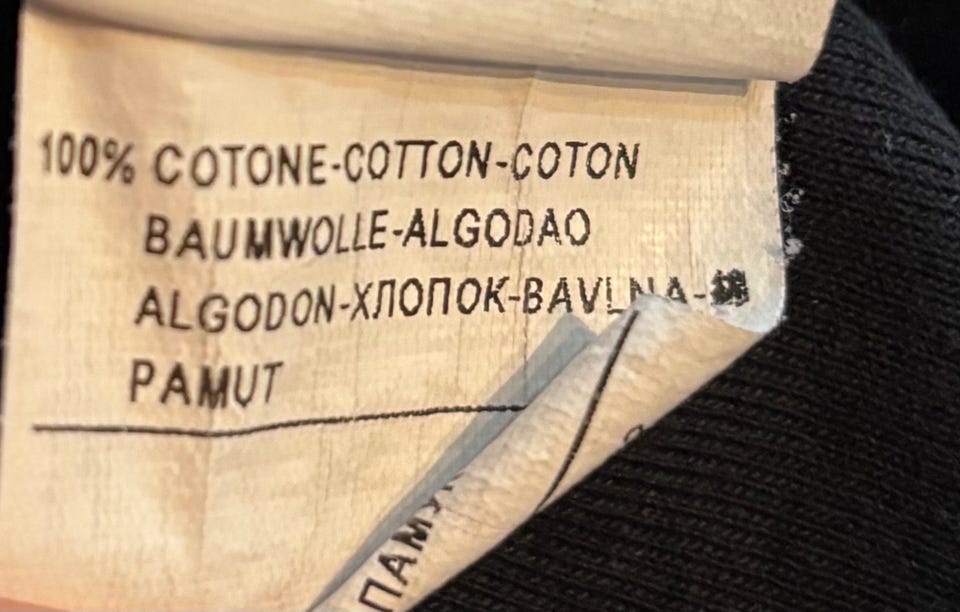 100% COTONE-COTTON-COTON
BAUMWOLLE-ALGODAO
ALGODON-ХЛОПОК-BAVLNA-
PAMUT